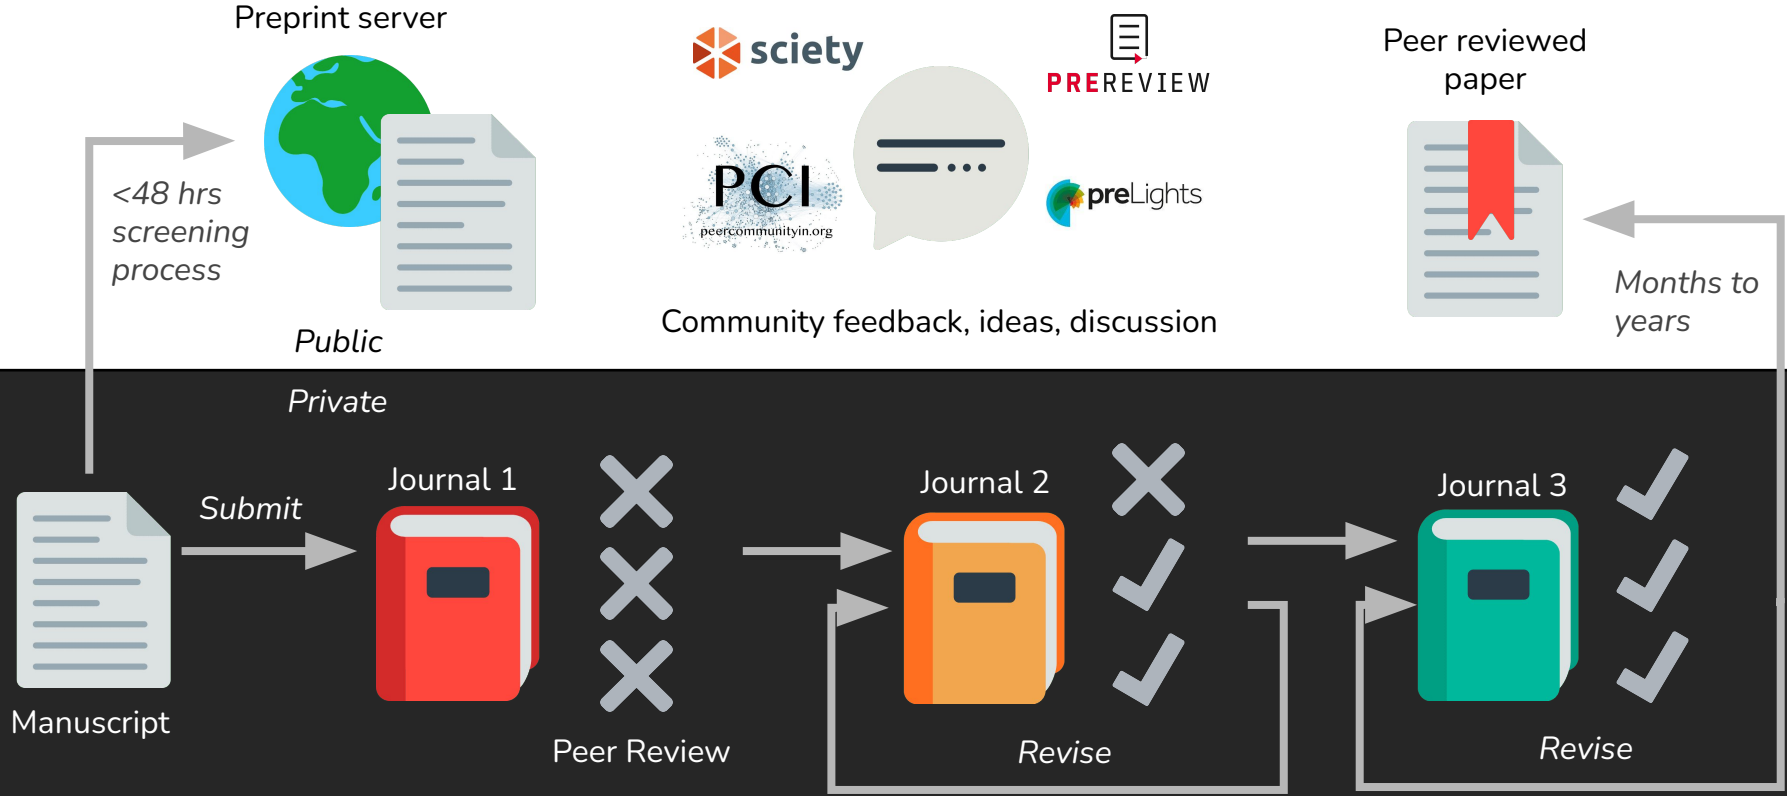 Preprint server
<48 hrs
screening
process
Public
sciety
PREREVIEW
PCI
peercommunityin.org
preLights
Community feedback, ideas, discussion
Peer reviewed
paper
Months to
years
Private
Manuscript
Submit
Journal 1
Peer Review
Journal 2
Revise
Journal 3
Revise